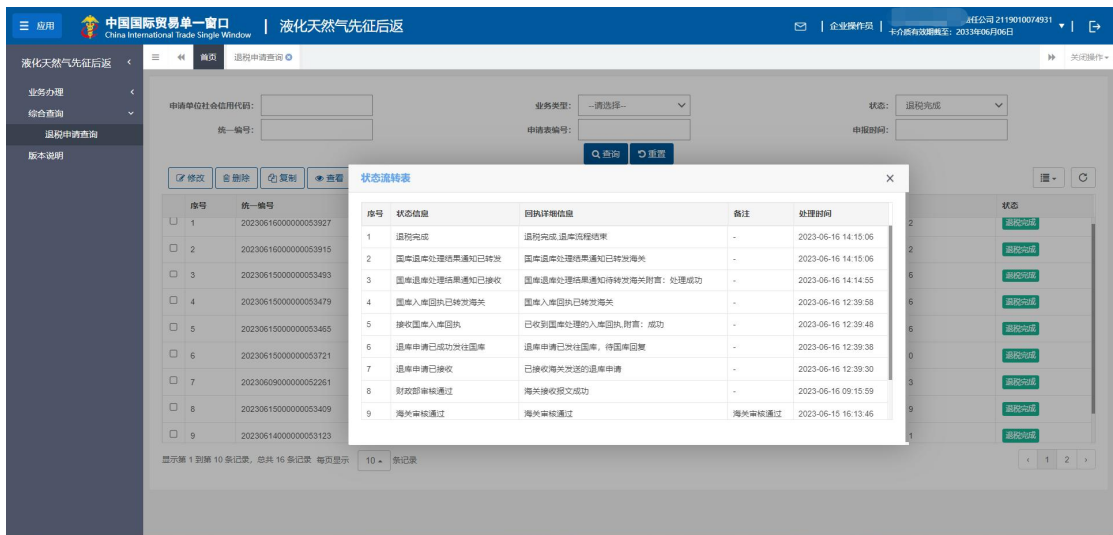 应用
中国国际贸易单一窗口
China International Trade Single Window
液化天然气先征后返
企业操作员
责任公司 2119010074931
卡介质有效期截至: 2033年06月06日
液化天然气先征后返
首页
退税申请查询
关闭操作
业务办理
综合查询
退税申请查询
版本说明
申请单位社会信用代码:
业务类型: --请选择--
状态: 退税完成
统一编号:
申请表编号:
申报时间:
查询 重置
修改 删除 复制 查看
序号 统一编号 状态
1 20230616000000053927 2 退税完成
2 20230616000000053915 2 退税完成
3 20230615000000053493 6 退税完成
4 20230615000000053479 6 退税完成
5 20230615000000053465 6 退税完成
6 20230615000000053721 0 退税完成
7 20230609000000052261 3 退税完成
8 20230615000000053409 9 退税完成
9 20230614000000053123 1 退税完成
显示第 1 到第 10 条记录，总共 16 条记录 每页显示 10 条记录
1 2
状态流转表
序号 状态信息 回执详细信息 备注 处理时间
1 退税完成 退税完成,退库流程结束 - 2023-06-16 14:15:06
2 国库退库处理结果通知已转发 国库退库处理结果通知已转发海关 - 2023-06-16 14:15:06
3 国库退库处理结果通知已接收 国库退库处理结果通知待转发海关附言：处理成功 - 2023-06-16 14:14:55
4 国库入库回执已转发海关 国库入库回执已转发海关 - 2023-06-16 12:39:58
5 接收国库入库回执 已收到国库处理的入库回执,附言：成功 - 2023-06-16 12:39:48
6 退库申请已成功发往国库 退库申请已发往国库，待国库回复 - 2023-06-16 12:39:38
7 退库申请已接收 已接收海关发送的退库申请 - 2023-06-16 12:39:30
8 财政部审核通过 海关接收报文成功 - 2023-06-16 09:15:59
9 海关审核通过 海关审核通过 海关审核通过 2023-06-15 16:13:46